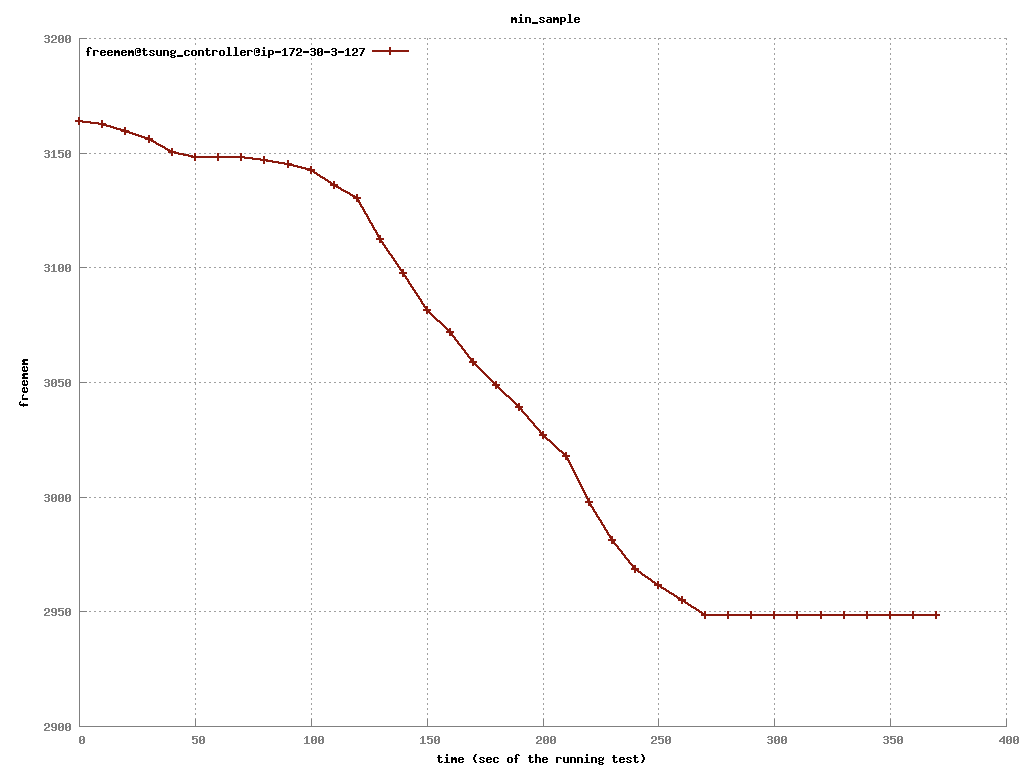 min_sample
freemem@tsung_controller@ip-172-30-3-127
3200
3150
3100
3050
3000
2950
2900
freemem
0 50 100 150 200 250 300 350 400
time (sec of the running test)